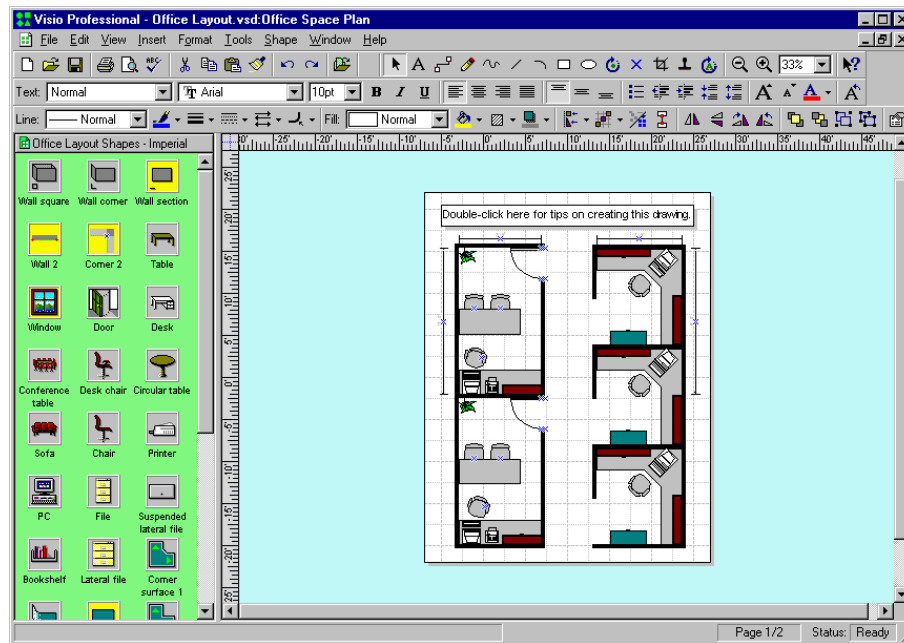 Visio Professional - Office Layout.vsd:Office Space Plan
File Edit View Insert Format Tools Shape Window Help
ABC
33%
Text: Normal Arial 10pt B I U
Line: Normal Fill: Normal
Office Layout Shapes - Imperial
Wall square Wall corner Wall section
Wall 2 Corner 2 Table
Window Door Desk
Conference table Desk chair Circular table
Sofa Chair Printer
PC File Suspended lateral file
Bookshelf Lateral file Corner surface 1
Double-click here for tips on creating this drawing.
Page 1/2 Status: Ready